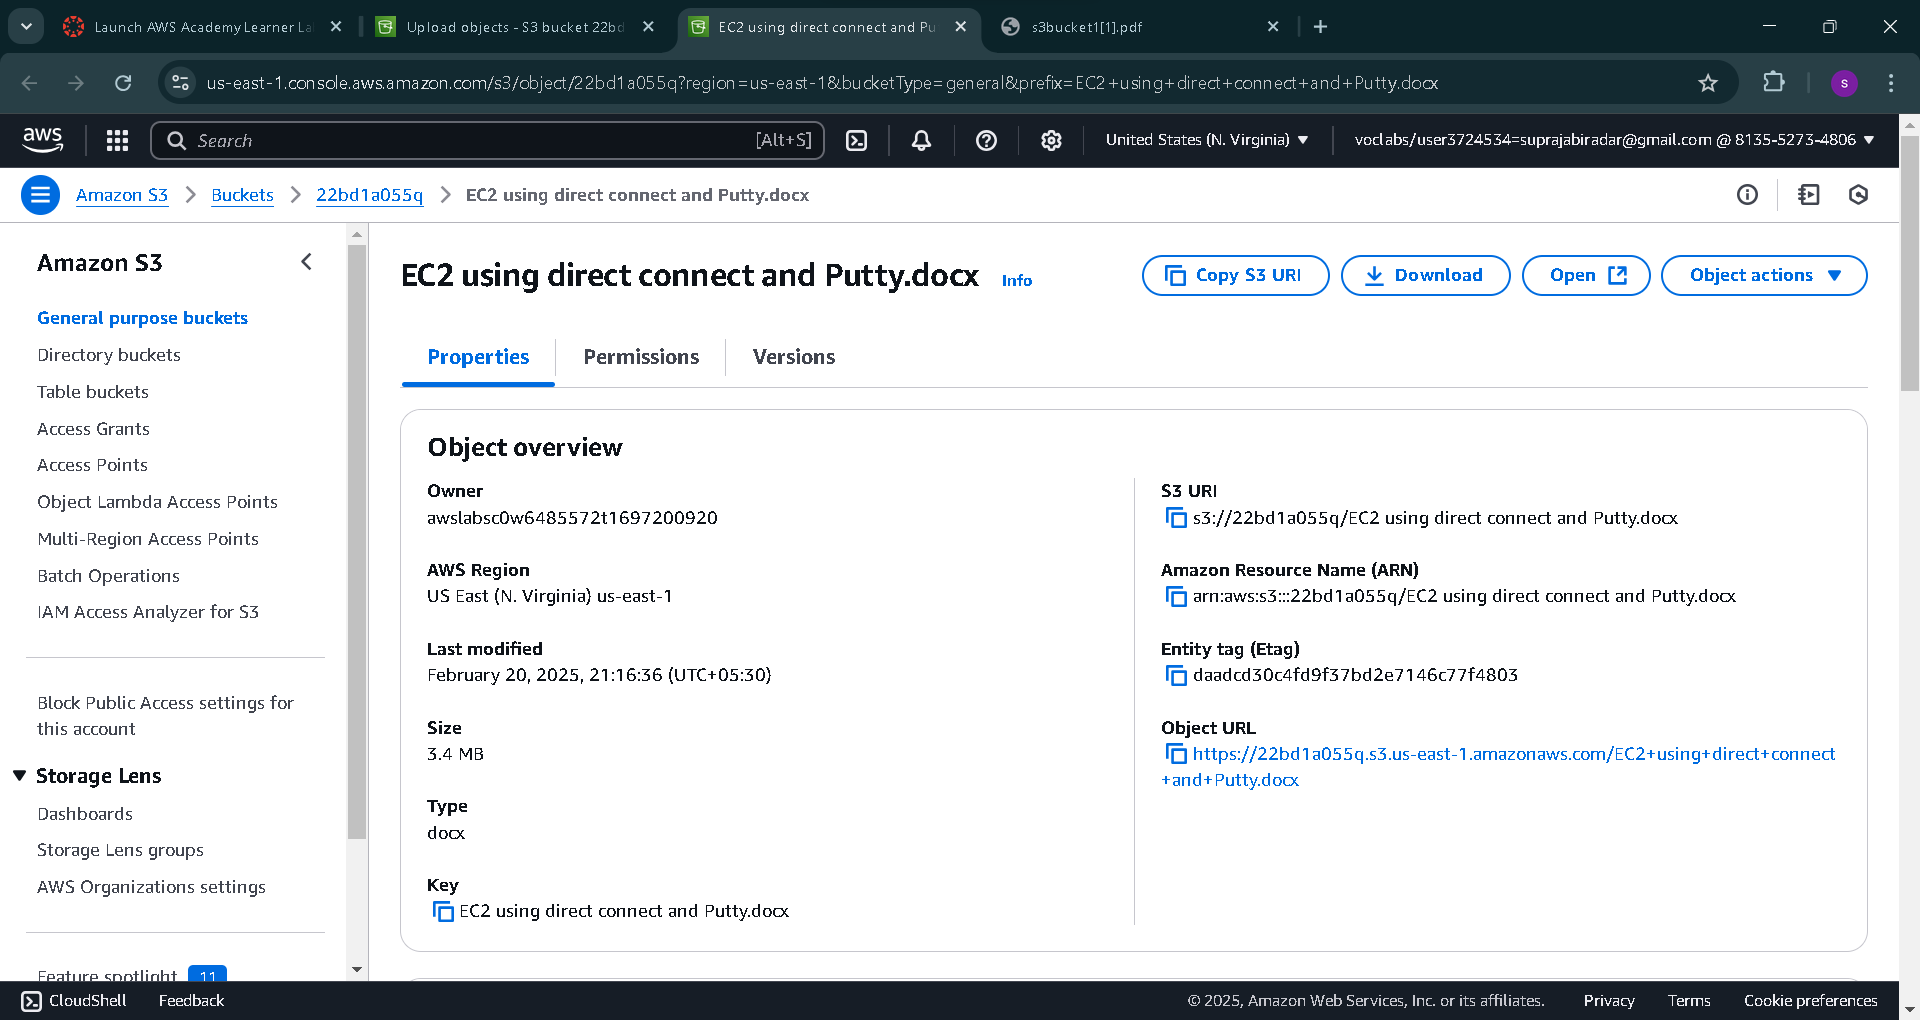 Launch AWS Academy Learner La
Upload objects - S3 bucket 22bd
EC2 using direct connect and Pu
s3bucket1[1].pdf
us-east-1.console.aws.amazon.com/s3/object/22bd1a055q?region=us-east-1&bucketType=general&prefix=EC2+using+direct+connect+and+Putty.docx
s
aws
Search
[Alt+S]
United States (N. Virginia)
voclabs/user3724534=suprajabiradar@gmail.com @ 8135-5273-4806
Amazon S3
Buckets
22bd1a055q
EC2 using direct connect and Putty.docx
Amazon S3
General purpose buckets
Directory buckets
Table buckets
Access Grants
Access Points
Object Lambda Access Points
Multi-Region Access Points
Batch Operations
IAM Access Analyzer for S3
Block Public Access settings for
this account
Storage Lens
Dashboards
Storage Lens groups
AWS Organizations settings
Feature spotlight 11
EC2 using direct connect and Putty.docx Info
Copy S3 URI
Download
Open
Object actions
Properties
Permissions
Versions
Object overview
Owner
awslabsc0w6485572t1697200920
AWS Region
US East (N. Virginia) us-east-1
Last modified
February 20, 2025, 21:16:36 (UTC+05:30)
Size
3.4 MB
Type
docx
Key
EC2 using direct connect and Putty.docx
S3 URI
s3://22bd1a055q/EC2 using direct connect and Putty.docx
Amazon Resource Name (ARN)
arn:aws:s3:::22bd1a055q/EC2 using direct connect and Putty.docx
Entity tag (Etag)
daadcd30c4fd9f37bd2e7146c77f4803
Object URL
https://22bd1a055q.s3.us-east-1.amazonaws.com/EC2+using+direct+connect
+and+Putty.docx
CloudShell
Feedback
© 2025, Amazon Web Services, Inc. or its affiliates.
Privacy
Terms
Cookie preferences